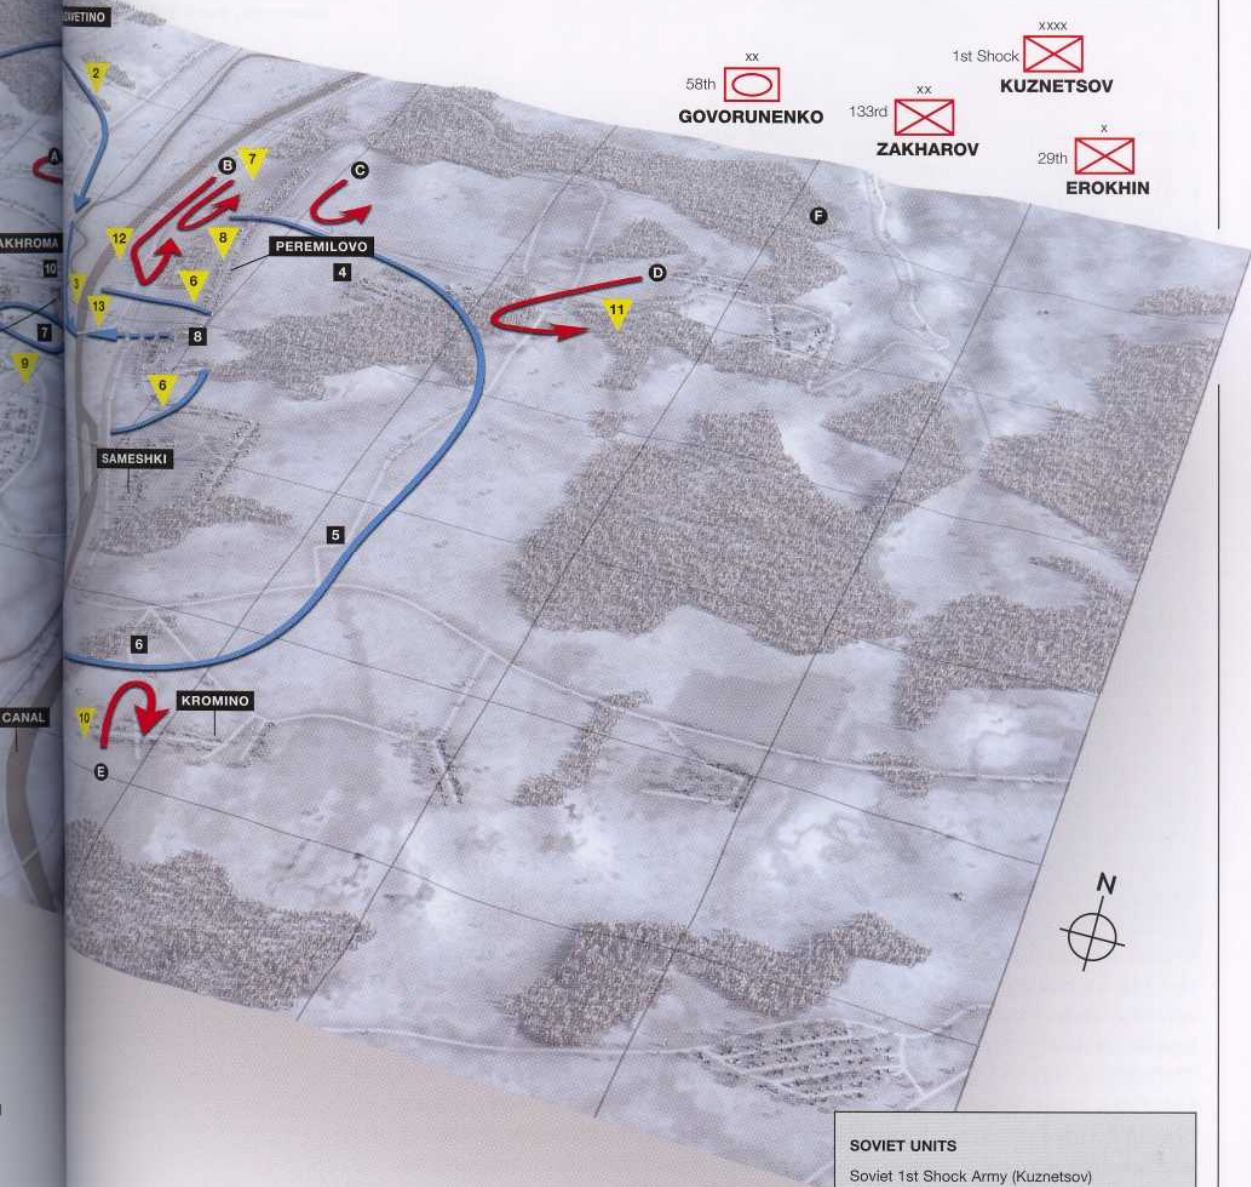 xxxx
1st Shock
KUZNETSOV
xx
58th
GOVORUNENKO
xx
133rd
ZAKHAROV
x
29th
EROKHIN
2
A
B
7
C
F
12
8
PEREMILOVO
AKHROMA
10
4
D
3
6
13
11
7
8
9
6
SAMESHKI
5
6
KROMINO
10
CANAL
E
N
SOVIET UNITS
Soviet 1st Shock Army (Kuznetsov)